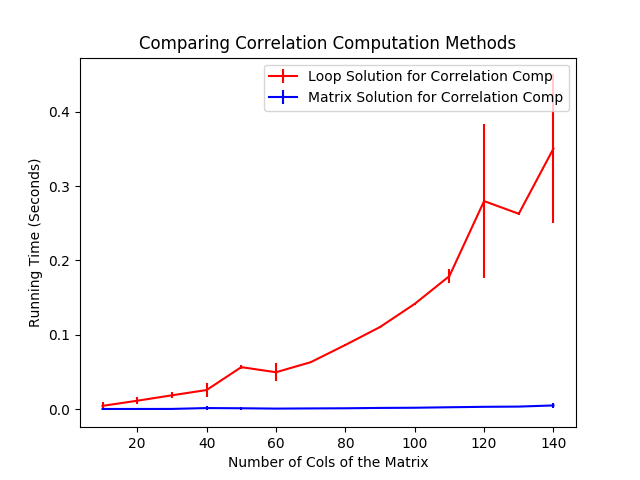 Comparing Correlation Computation Methods
Loop Solution for Correlation Comp
Matrix Solution for Correlation Comp
Running Time (Seconds)
0.4
0.3
0.2
0.1
0.0
20 40 60 80 100 120 140
Number of Cols of the Matrix